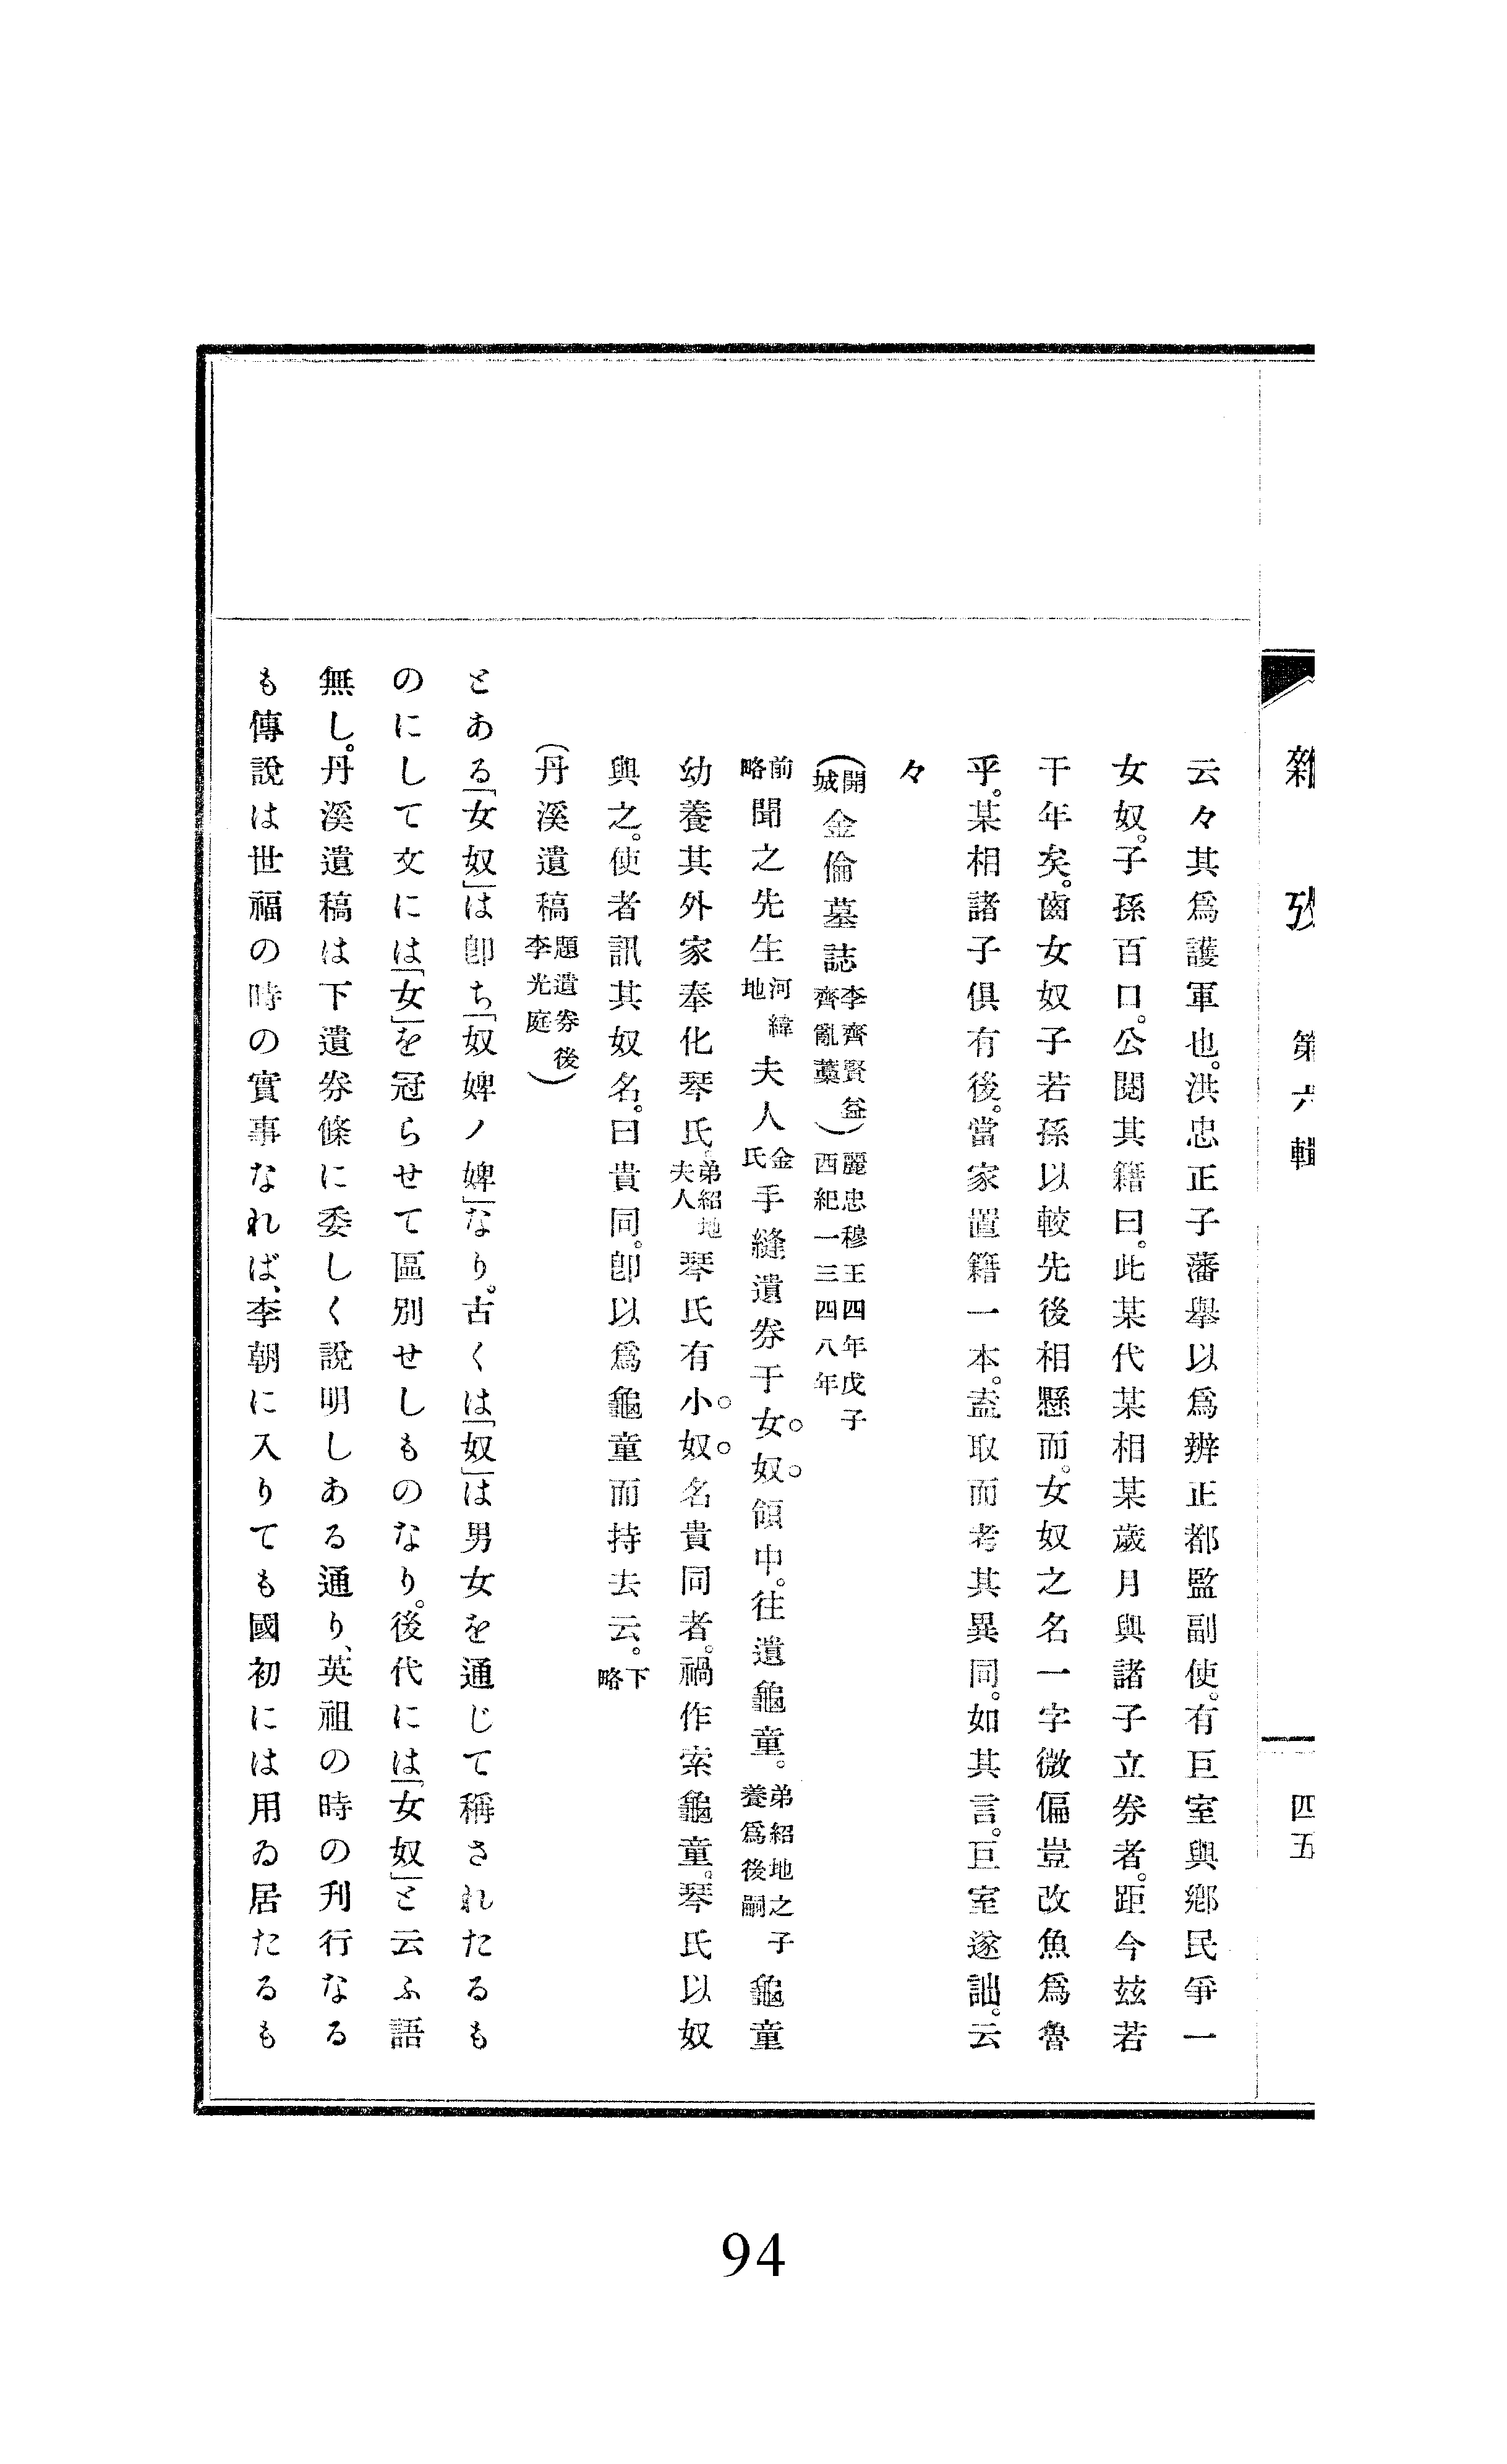 雜攷 第六輯 四五
云々其爲護軍也。洪忠正子藩擧以爲辨正都監副使。有巨室與鄕民爭一
女奴。子孫百口。公閱其籍曰。此某代某相某歲月與諸子立券者。距今玆若
干年矣。齒女奴子若孫以較先後相懸而。女奴之名一字微偏豈改魚爲魯
乎。某相諸子俱有後。當家置籍一本。盍取而考其異同。如其言。巨室遂詘。云
々
(開城金倫墓誌 李齊賢益齊亂藁) 麗忠穆王四年戊子西紀一三四八年
前略 聞之先生河緯地夫人金氏手縫遺券于女奴領中。往遺龜童。弟紹地之子養爲後嗣 龜童
幼養其外家奉化琴氏。弟紹地夫人 琴氏有小奴名貴同者。禍作索龜童。琴氏以奴
與之。使者訊其奴名。曰貴同。卽以爲龜童而持去云。下略
(丹溪遺稿 題遺券後 李光庭)
とある「女奴」は卽ち「奴婢ノ婢」なり。古くは「奴」は男女を通じて稱されたるも
のにして文には「女」を冠らせて區別せしものなり。後代には「女奴」と云ふ語
無し。丹溪遺稿は下遺券條に委しく說明しある通り、英祖の時の刋行なる
も傳說は世福の時の實事なれば、李朝に入りても國初には用ゐ居たるも
94